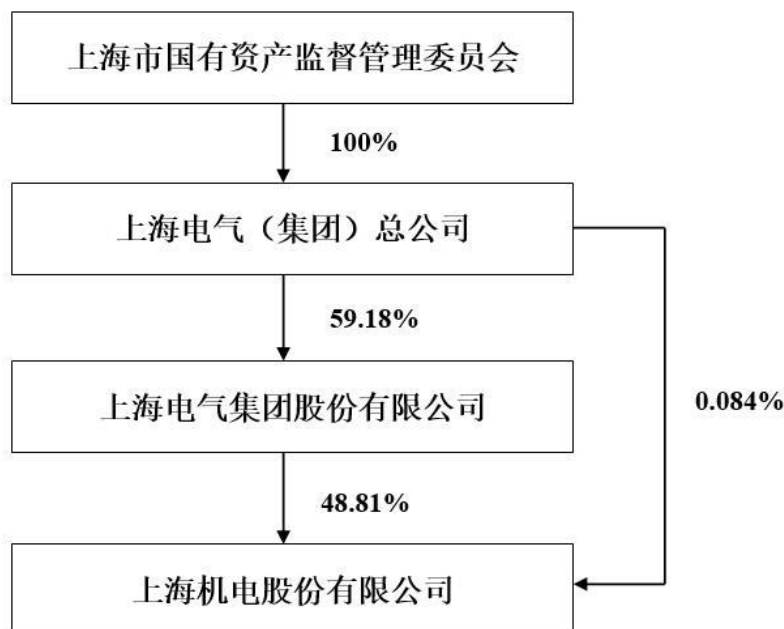 上海市国有资产监督管理委员会
100%
上海电气（集团）总公司
59.18%
上海电气集团股份有限公司
0.084%
48.81%
上海机电股份有限公司